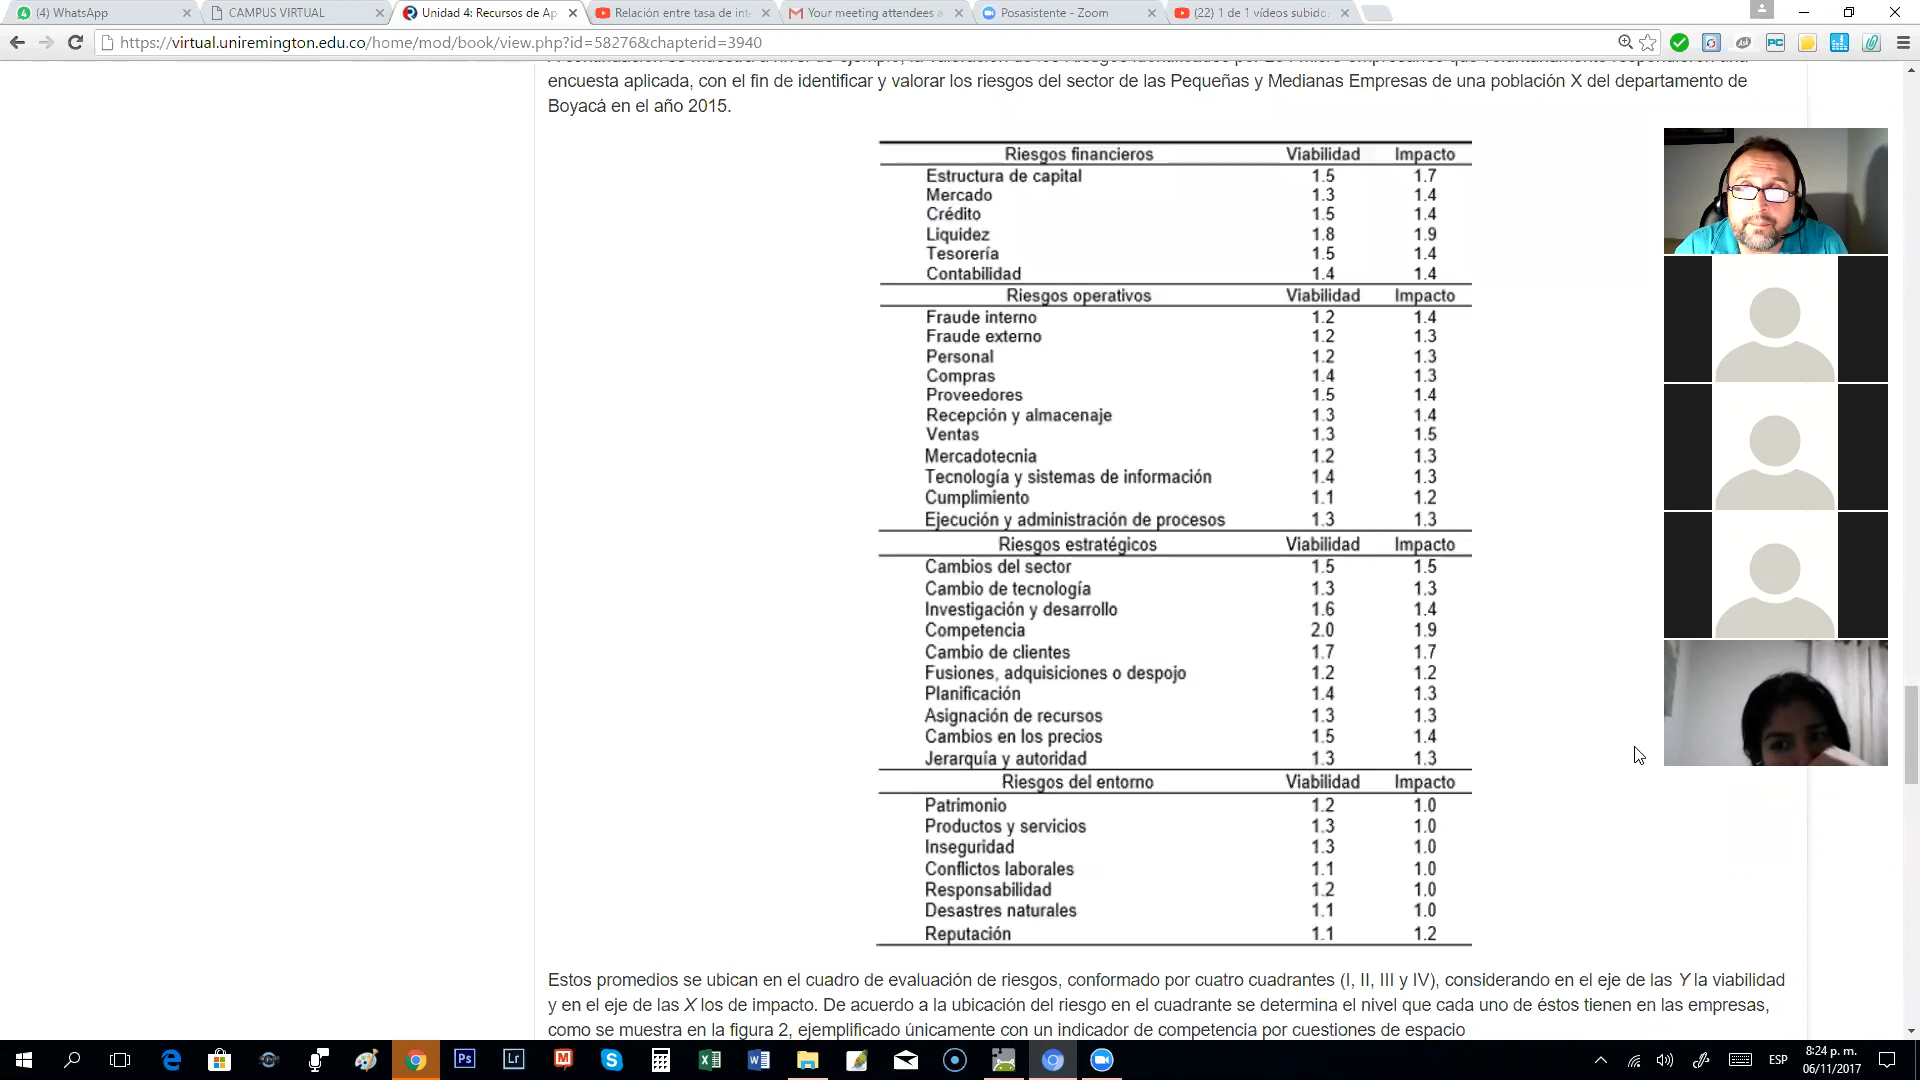 (4) WhatsApp
CAMPUS VIRTUAL
Unidad 4: Recursos de Ap
Relación entre tasa de int
Your meeting attendees a
Posasistente - Zoom
(22) 1 de 1 vídeos subido
https://virtual.uniremington.edu.co/home/mod/book/view.php?id=58276&chapterid=3940
encuesta aplicada, con el fin de identificar y valorar los riesgos del sector de las Pequeñas y Medianas Empresas de una población X del departamento de
Boyacá en el año 2015.
Riesgos financieros Viabilidad Impacto
Estructura de capital 1.5 1.7
Mercado 1.3 1.4
Crédito 1.5 1.4
Liquidez 1.8 1.9
Tesorería 1.5 1.4
Contabilidad 1.4 1.4
Riesgos operativos Viabilidad Impacto
Fraude interno 1.2 1.4
Fraude externo 1.2 1.3
Personal 1.2 1.3
Compras 1.4 1.3
Proveedores 1.5 1.4
Recepción y almacenaje 1.3 1.4
Ventas 1.3 1.5
Mercadotecnia 1.2 1.3
Tecnología y sistemas de información 1.4 1.3
Cumplimiento 1.1 1.2
Ejecución y administración de procesos 1.3 1.3
Riesgos estratégicos Viabilidad Impacto
Cambios del sector 1.5 1.5
Cambio de tecnología 1.3 1.3
Investigación y desarrollo 1.6 1.4
Competencia 2.0 1.9
Cambio de clientes 1.7 1.7
Fusiones, adquisiciones o despojo 1.2 1.2
Planificación 1.4 1.3
Asignación de recursos 1.3 1.3
Cambios en los precios 1.5 1.4
Jerarquía y autoridad 1.3 1.3
Riesgos del entorno Viabilidad Impacto
Patrimonio 1.2 1.0
Productos y servicios 1.3 1.0
Inseguridad 1.3 1.0
Conflictos laborales 1.1 1.0
Responsabilidad 1.2 1.0
Desastres naturales 1.1 1.0
Reputación 1.1 1.2
Estos promedios se ubican en el cuadro de evaluación de riesgos, conformado por cuatro cuadrantes (I, II, III y IV), considerando en el eje de las Y la viabilidad
y en el eje de las X los de impacto. De acuerdo a la ubicación del riesgo en el cuadrante se determina el nivel que cada uno de éstos tienen en las empresas,
como se muestra en la figura 2, ejemplificado únicamente con un indicador de competencia por cuestiones de espacio
Ps
Lr
ESP
8:24 p. m.
06/11/2017